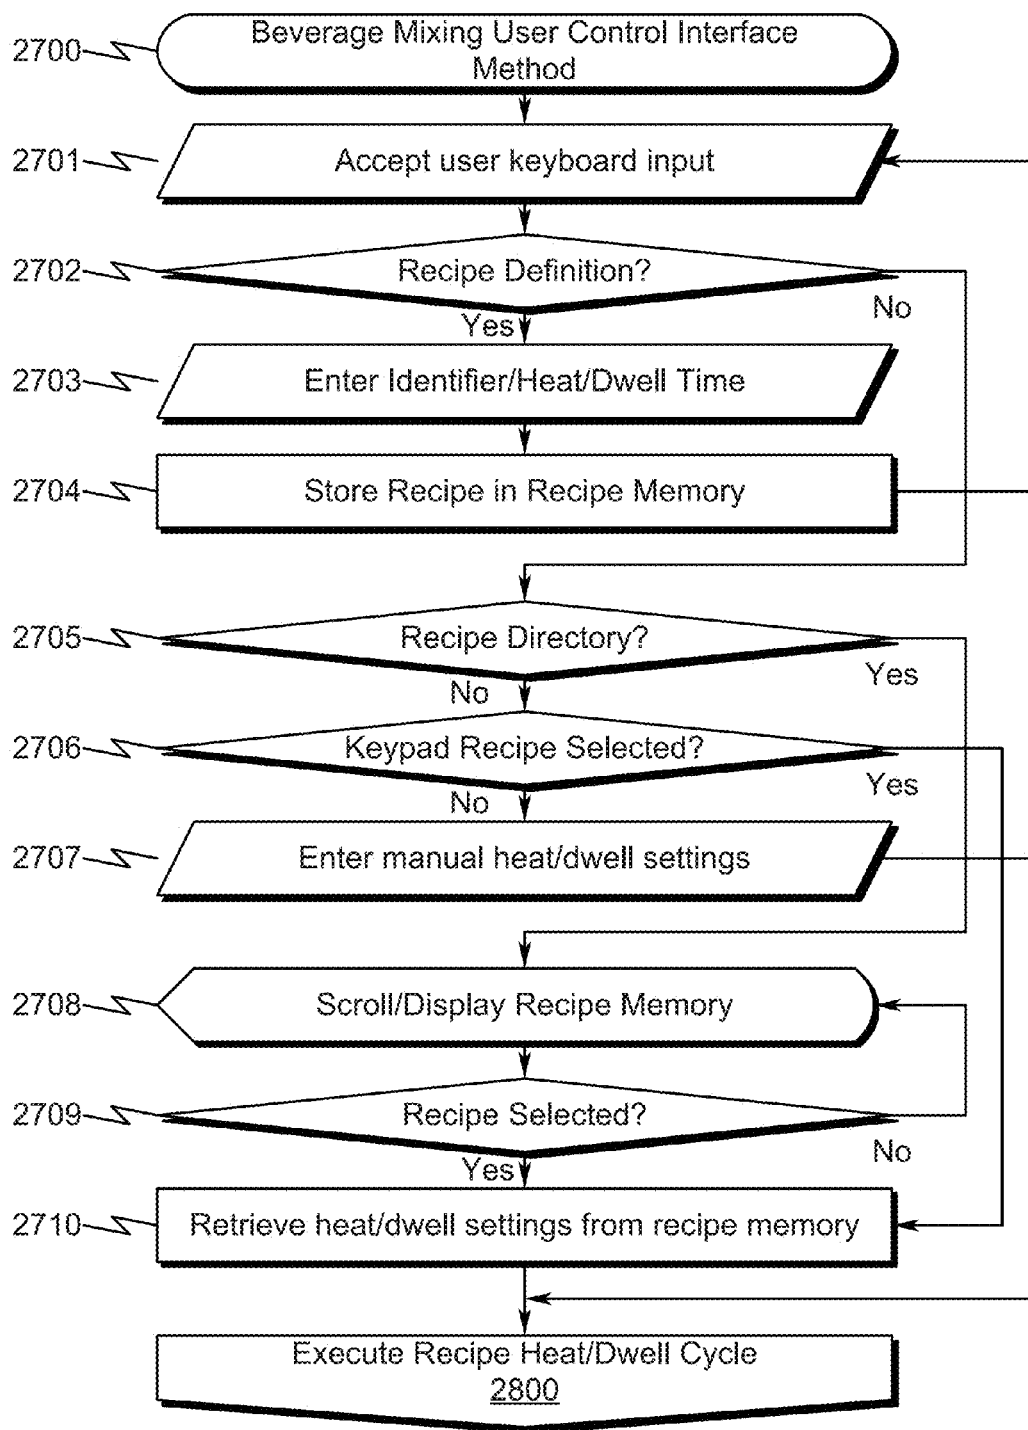 2700
Beverage Mixing User Control Interface
Method
2701
Accept user keyboard input
2702
Recipe Definition?
No
Yes
2703
Enter Identifier/Heat/Dwell Time
2704
Store Recipe in Recipe Memory
2705
Recipe Directory?
Yes
No
2706
Keypad Recipe Selected?
Yes
No
2707
Enter manual heat/dwell settings
2708
Scroll/Display Recipe Memory
2709
Recipe Selected?
No
Yes
2710
Retrieve heat/dwell settings from recipe memory
Execute Recipe Heat/Dwell Cycle
2800